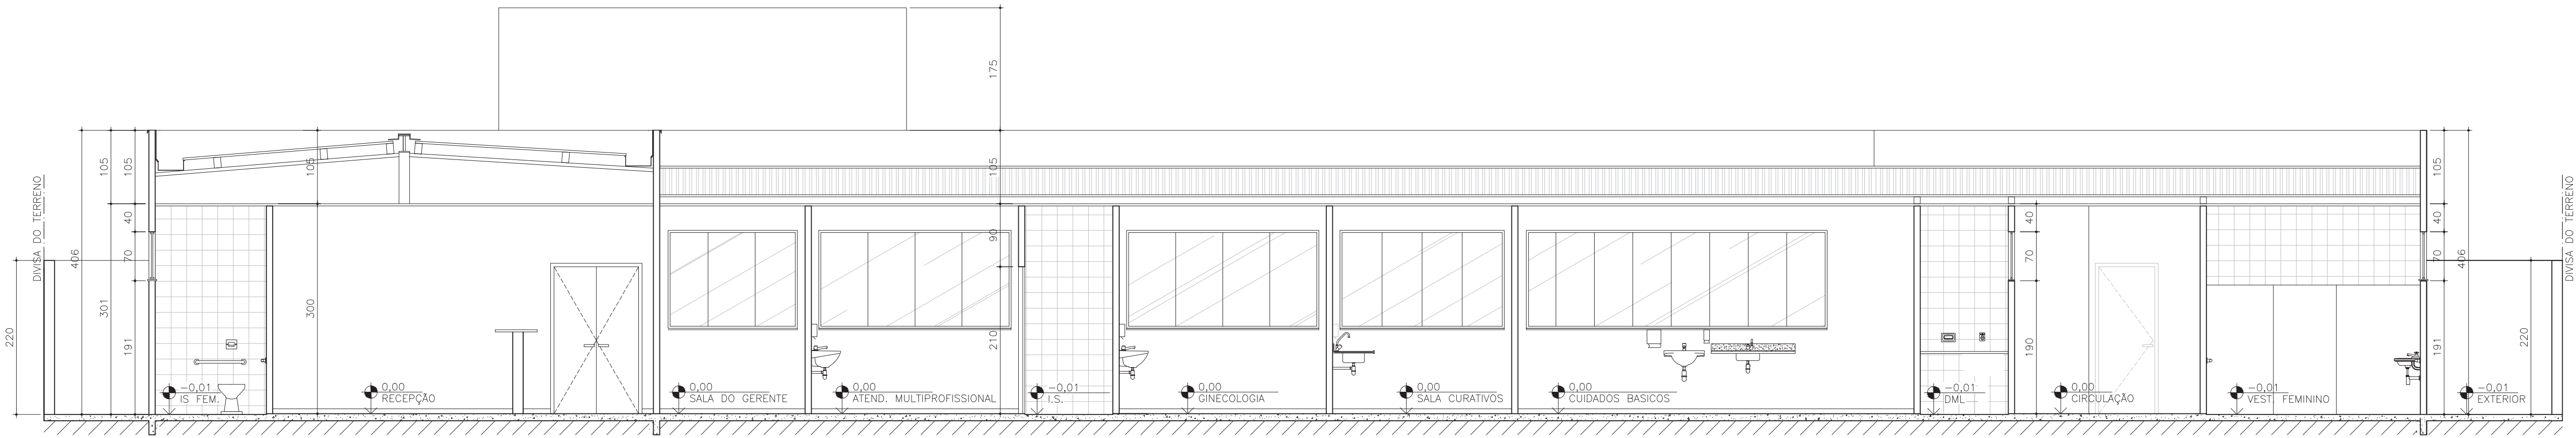 DIVISA DO TERRENO
220
406
105
301
105
40
70
191
105
300
175
105
90
210
40
70
190
105
40
70
191
406
220
DIVISA DO TERRENO
-0,01
IS FEM.
0,00
RECEPÇÃO
0,00
SALA DO GERENTE
0,00
ATEND. MULTIPROFISSIONAL
-0,01
I.S.
0,00
GINECOLOGIA
0,00
SALA CURATIVOS
0,00
CUIDADOS BASICOS
-0,01
DML
0,00
CIRCULAÇÃO
-0,01
VEST. FEMININO
-0,01
EXTERIOR